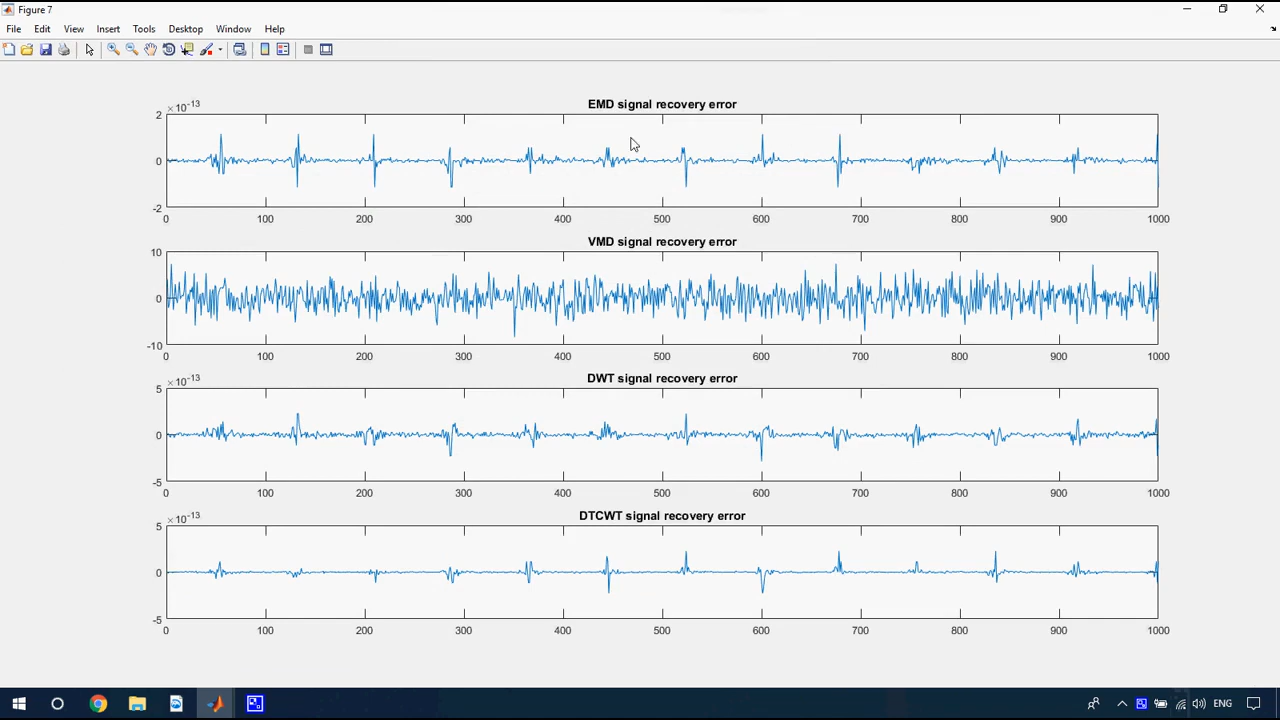 Figure 7
File Edit View Insert Tools Desktop Window Help
EMD signal recovery error
×10-13
2
0
-2
0 100 200 300 400 500 600 700 800 900 1000
VMD signal recovery error
10
0
-10
0 100 200 300 400 500 600 700 800 900 1000
DWT signal recovery error
×10-13
5
0
-5
0 100 200 300 400 500 600 700 800 900 1000
DTCWT signal recovery error
×10-13
5
0
-5
0 100 200 300 400 500 600 700 800 900 1000
ENG